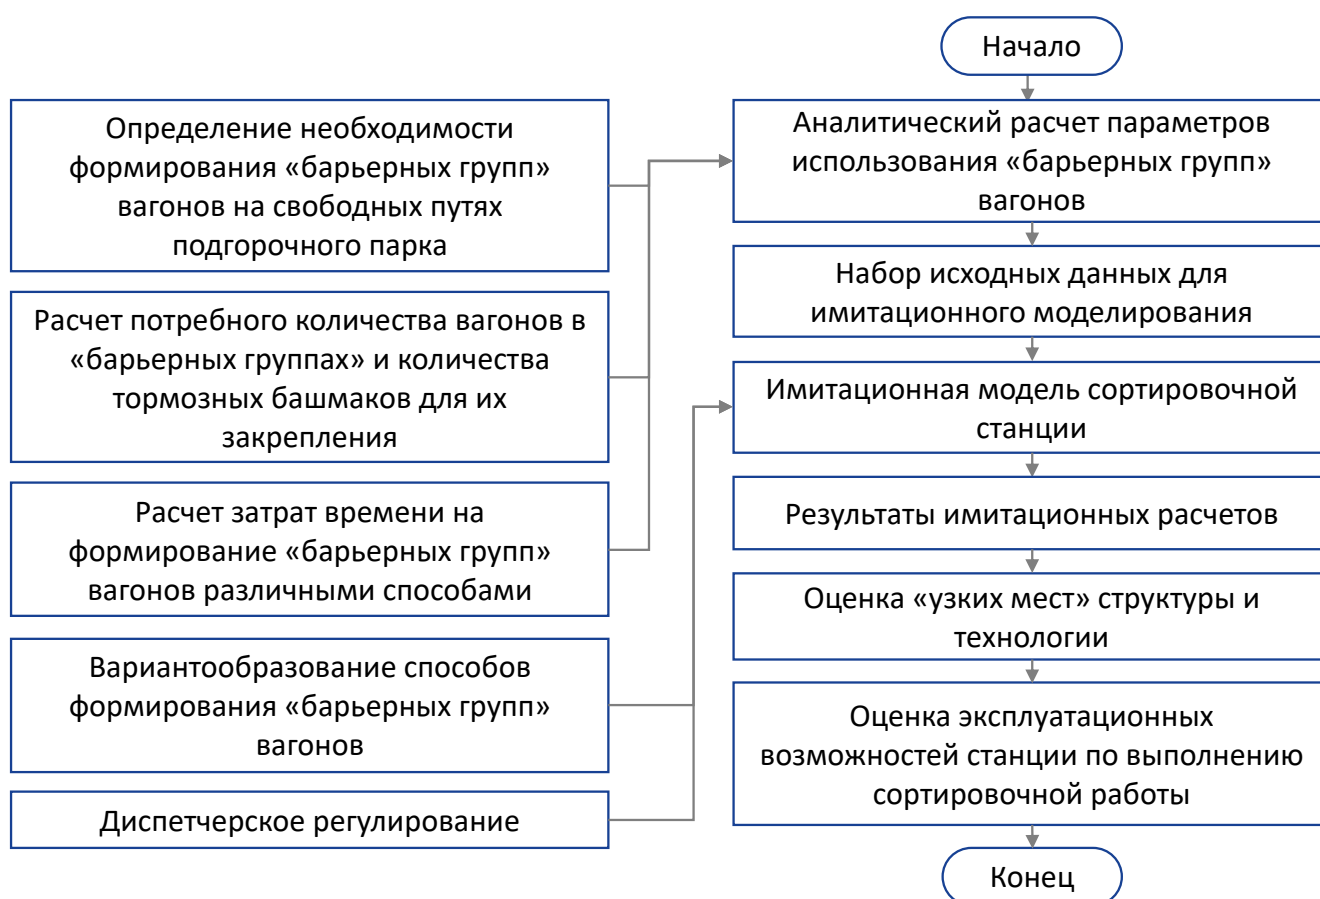 Начало
Определение необходимости
формирования «барьерных групп»
вагонов на свободных путях
подгорочного парка
Расчет потребного количества вагонов в
«барьерных группах» и количества
тормозных башмаков для их
закрепления
Расчет затрат времени на
формирование «барьерных групп»
вагонов различными способами
Вариантообразование способов
формирования «барьерных групп»
вагонов
Диспетчерское регулирование
Аналитический расчет параметров
использования «барьерных групп»
вагонов
Набор исходных данных для
имитационного моделирования
Имитационная модель сортировочной
станции
Результаты имитационных расчетов
Оценка «узких мест» структуры и
технологии
Оценка эксплуатационных
возможностей станции по выполнению
сортировочной работы
Конец